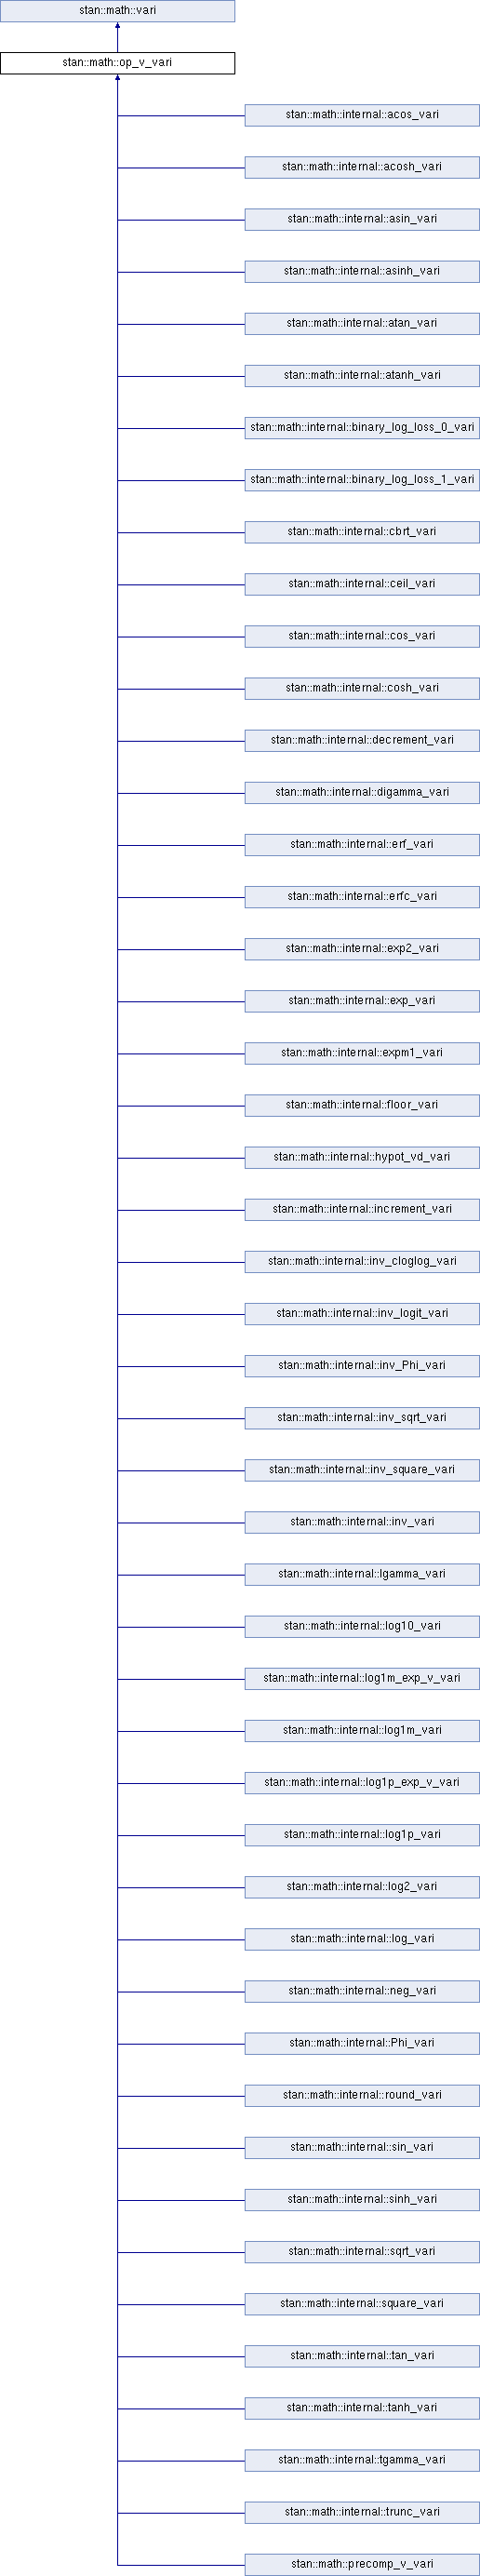 stan::math::vari
stan::math::op_v_vari
stan::math::internal::acos_vari
stan::math::internal::acosh_vari
stan::math::internal::asin_vari
stan::math::internal::asinh_vari
stan::math::internal::atan_vari
stan::math::internal::atanh_vari
stan::math::internal::binary_log_loss_0_vari
stan::math::internal::binary_log_loss_1_vari
stan::math::internal::cbrt_vari
stan::math::internal::ceil_vari
stan::math::internal::cos_vari
stan::math::internal::cosh_vari
stan::math::internal::decrement_vari
stan::math::internal::digamma_vari
stan::math::internal::erf_vari
stan::math::internal::erfc_vari
stan::math::internal::exp2_vari
stan::math::internal::exp_vari
stan::math::internal::expm1_vari
stan::math::internal::floor_vari
stan::math::internal::hypot_vd_vari
stan::math::internal::increment_vari
stan::math::internal::inv_cloglog_vari
stan::math::internal::inv_logit_vari
stan::math::internal::inv_Phi_vari
stan::math::internal::inv_sqrt_vari
stan::math::internal::inv_square_vari
stan::math::internal::inv_vari
stan::math::internal::lgamma_vari
stan::math::internal::log10_vari
stan::math::internal::log1m_exp_v_vari
stan::math::internal::log1m_vari
stan::math::internal::log1p_exp_v_vari
stan::math::internal::log1p_vari
stan::math::internal::log2_vari
stan::math::internal::log_vari
stan::math::internal::neg_vari
stan::math::internal::Phi_vari
stan::math::internal::round_vari
stan::math::internal::sin_vari
stan::math::internal::sinh_vari
stan::math::internal::sqrt_vari
stan::math::internal::square_vari
stan::math::internal::tan_vari
stan::math::internal::tanh_vari
stan::math::internal::tgamma_vari
stan::math::internal::trunc_vari
stan::math::precomp_v_vari